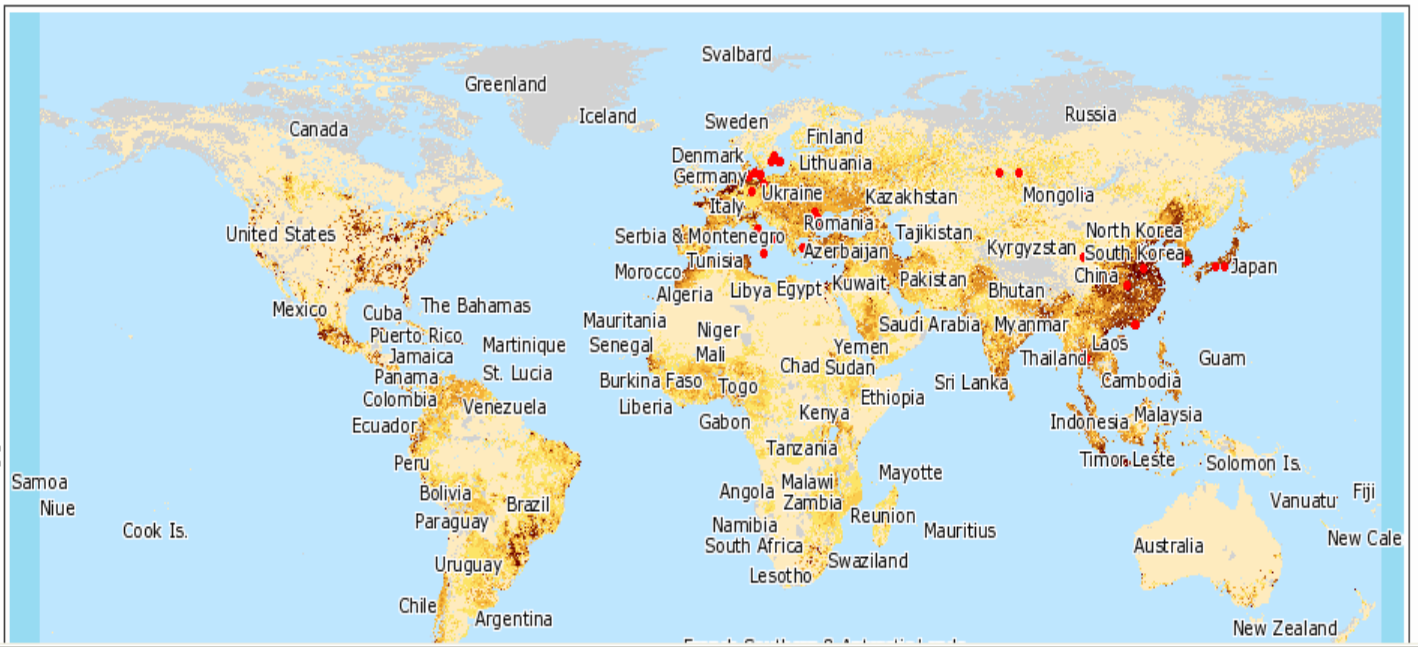 Svalbard
Greenland
Iceland
Russia
Canada
Sweden
Finland
Denmark
Lithuania
Germany
Ukraine
Kazakhstan
Mongolia
Italy
Romania
United States
Serbia & Montenegro
Tajikistan
North Korea
Azerbaijan
Kyrgyzstan
South Korea
Tunisia
Japan
Morocco
Pakistan
China
Algeria
Libya
Egypt
Kuwait
Bhutan
Mexico
Cuba
The Bahamas
Mauritania
Niger
Saudi Arabia
Myanmar
Puerto Rico
Martinique
Senegal
Mali
Yemen
Laos
Jamaica
Chad
Sudan
Thailand
Guam
Panama
St. Lucia
Burkina Faso
Togo
Sri Lanka
Cambodia
Colombia
Venezuela
Liberia
Ethiopia
Ecuador
Gabon
Kenya
Indonesia
Malaysia
Peru
Tanzania
Timor Leste
Solomon Is.
Samoa
Mayotte
Niue
Bolivia
Brazil
Angola
Malawi
Zambia
Vanuatu
Fiji
Cook Is.
Paraguay
Namibia
Reunion
Mauritius
New Cale
South Africa
Australia
Uruguay
Lesotho
Swaziland
Chile
Argentina
New Zealand